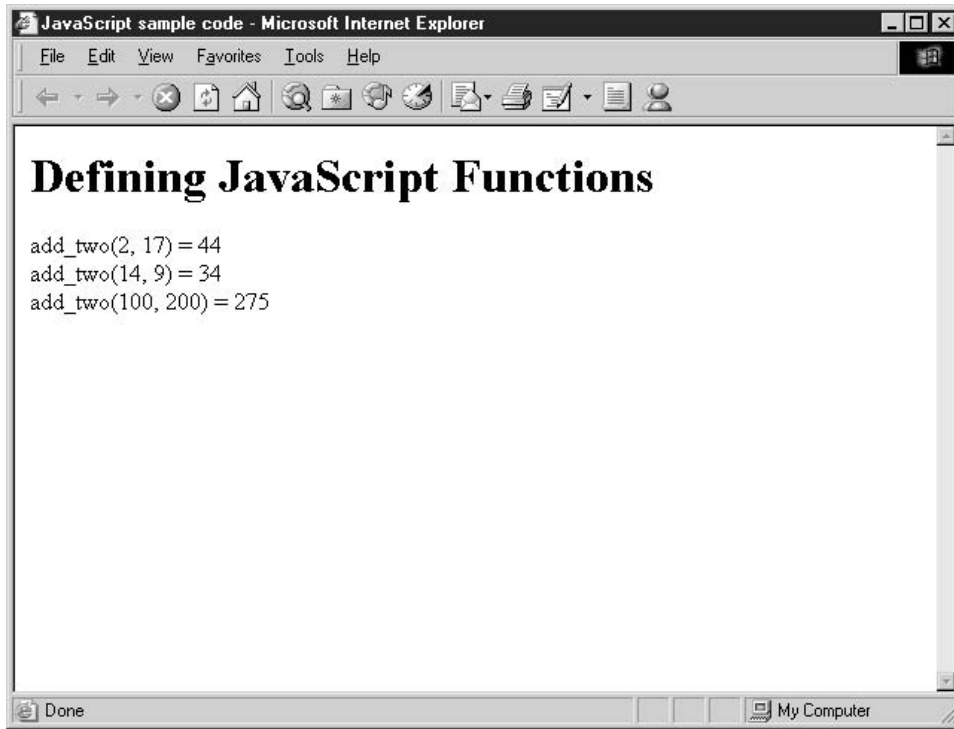 JavaScript sample code - Microsoft Internet Explorer
File Edit View Favorites Tools Help
Defining JavaScript Functions
add_two(2, 17) = 44
add_two(14, 9) = 34
add_two(100, 200) = 275
Done
My Computer